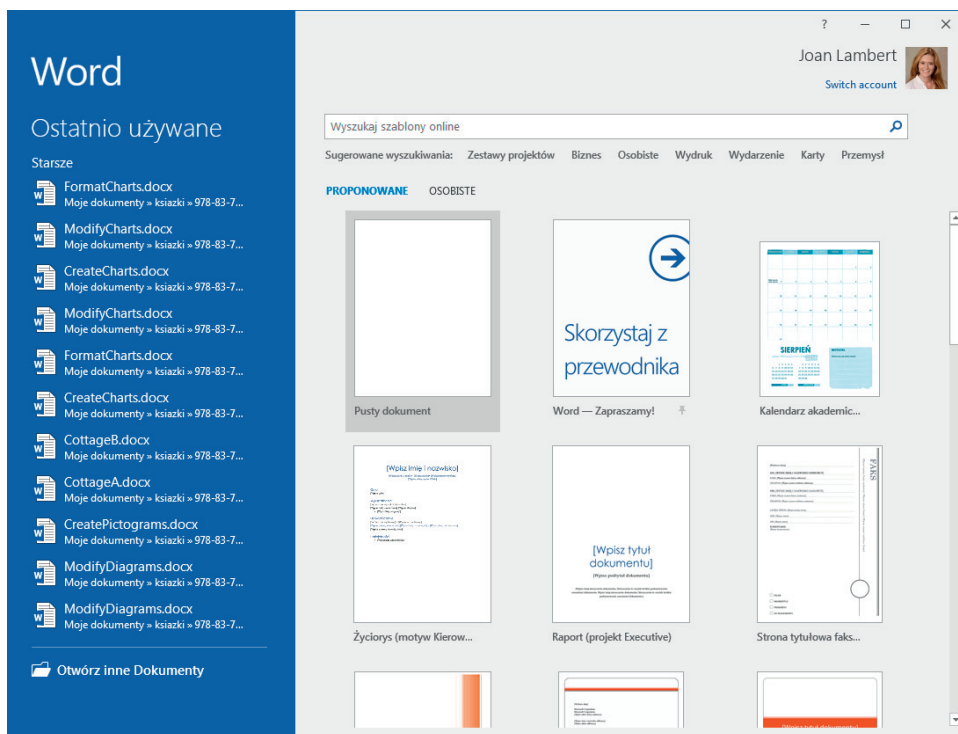 ?
Joan Lambert
Switch account
Word
Ostatnio używane
Starsze
FormatCharts.docx
Moje dokumenty » ksiazki » 978-83-7...
ModifyCharts.docx
Moje dokumenty » ksiazki » 978-83-7...
CreateCharts.docx
Moje dokumenty » ksiazki » 978-83-7...
ModifyCharts.docx
Moje dokumenty » ksiazki » 978-83-7...
FormatCharts.docx
Moje dokumenty » ksiazki » 978-83-7...
CreateCharts.docx
Moje dokumenty » ksiazki » 978-83-7...
CottageB.docx
Moje dokumenty » ksiazki » 978-83-7...
CottageA.docx
Moje dokumenty » ksiazki » 978-83-7...
CreatePictograms.docx
Moje dokumenty » ksiazki » 978-83-7...
ModifyDiagrams.docx
Moje dokumenty » ksiazki » 978-83-7...
ModifyDiagrams.docx
Moje dokumenty » ksiazki » 978-83-7...
Otwórz inne Dokumenty
Wyszukaj szablony online
Sugerowane wyszukiwania: Zestawy projektów Biznes Osobiste Wydruk Wydarzenie Karty Przemysł
PROPONOWANE OSOBISTE
Skorzystaj z
przewodnika
SIERPIEŃ
Pusty dokument
Word — Zapraszamy!
Kalendarz akademic...
[Wpisz imię i nazwisko]
[Wpisz tytuł
dokumentu]
[Wpisz podtytuł dokumentu]
FAKS
Życiorys (motyw Kierow...
Raport (projekt Executive)
Strona tytułowa faks...